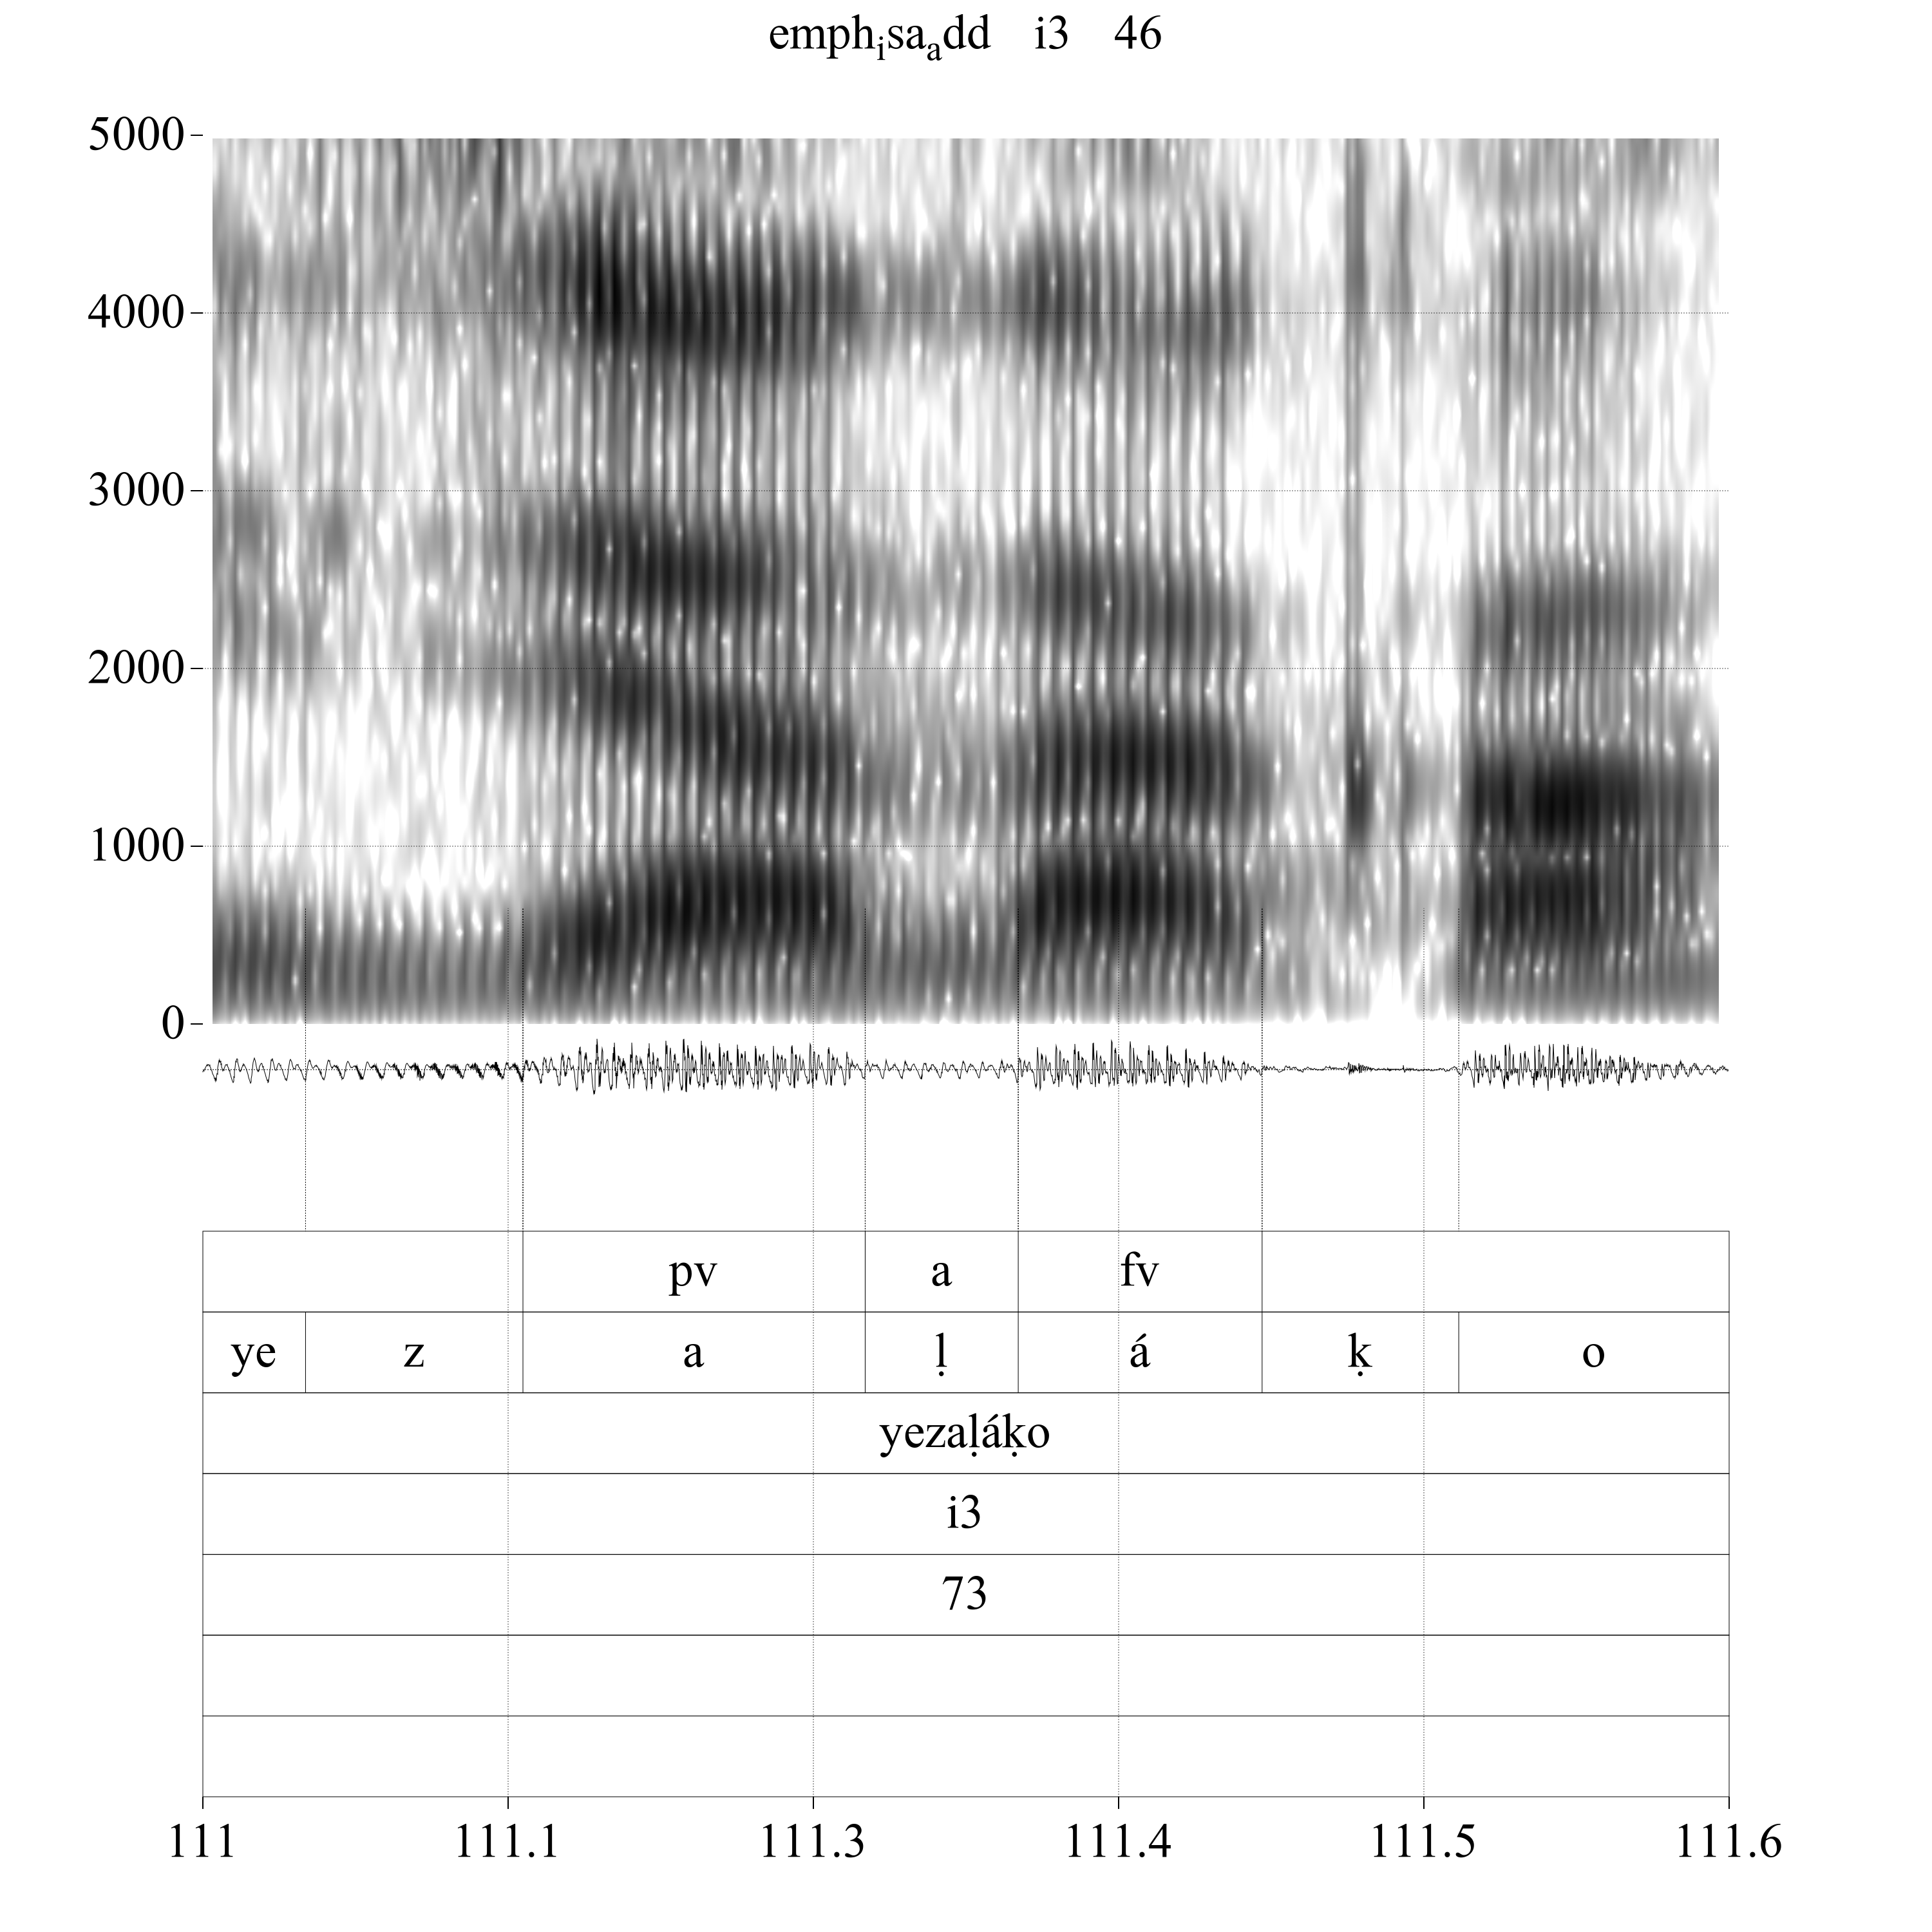 emphᵢsaₐdd i3 46
5000
4000
3000
2000
1000
0
pv a fv
ye z a ḷ á ḳ o
yezaḷáḳo
i3
73
111 111.1 111.3 111.4 111.5 111.6